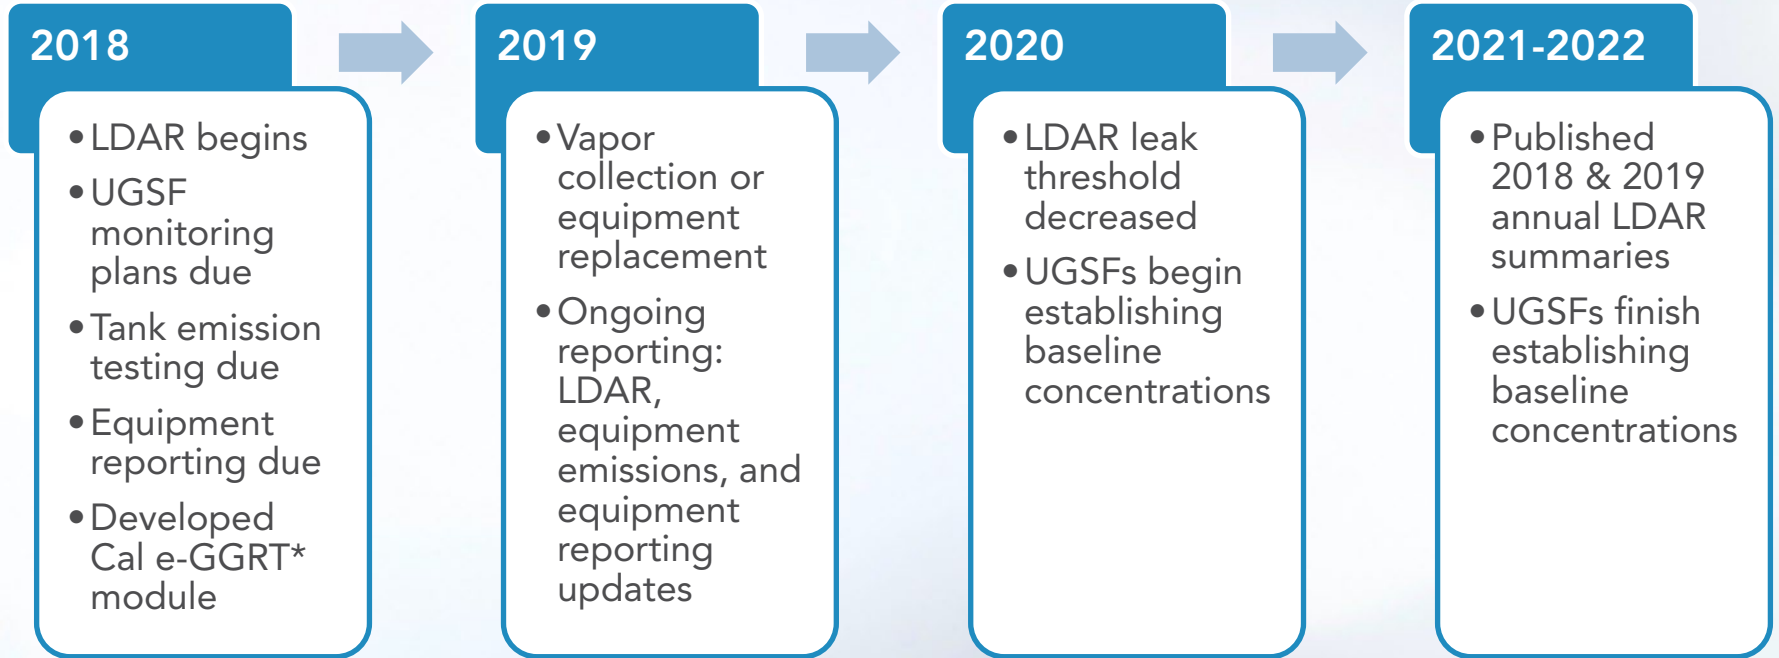 2018
• LDAR begins
• UGSF
monitoring
plans due
• Tank emission
testing due
• Equipment
reporting due
• Developed
Cal e-GGRT*
module
2019
• Vapor
collection or
equipment
replacement
• Ongoing
reporting:
LDAR,
equipment
emissions, and
equipment
reporting
updates
2020
• LDAR leak
threshold
decreased
• UGSFs begin
establishing
baseline
concentrations
2021-2022
• Published
2018 & 2019
annual LDAR
summaries
• UGSFs finish
establishing
baseline
concentrations